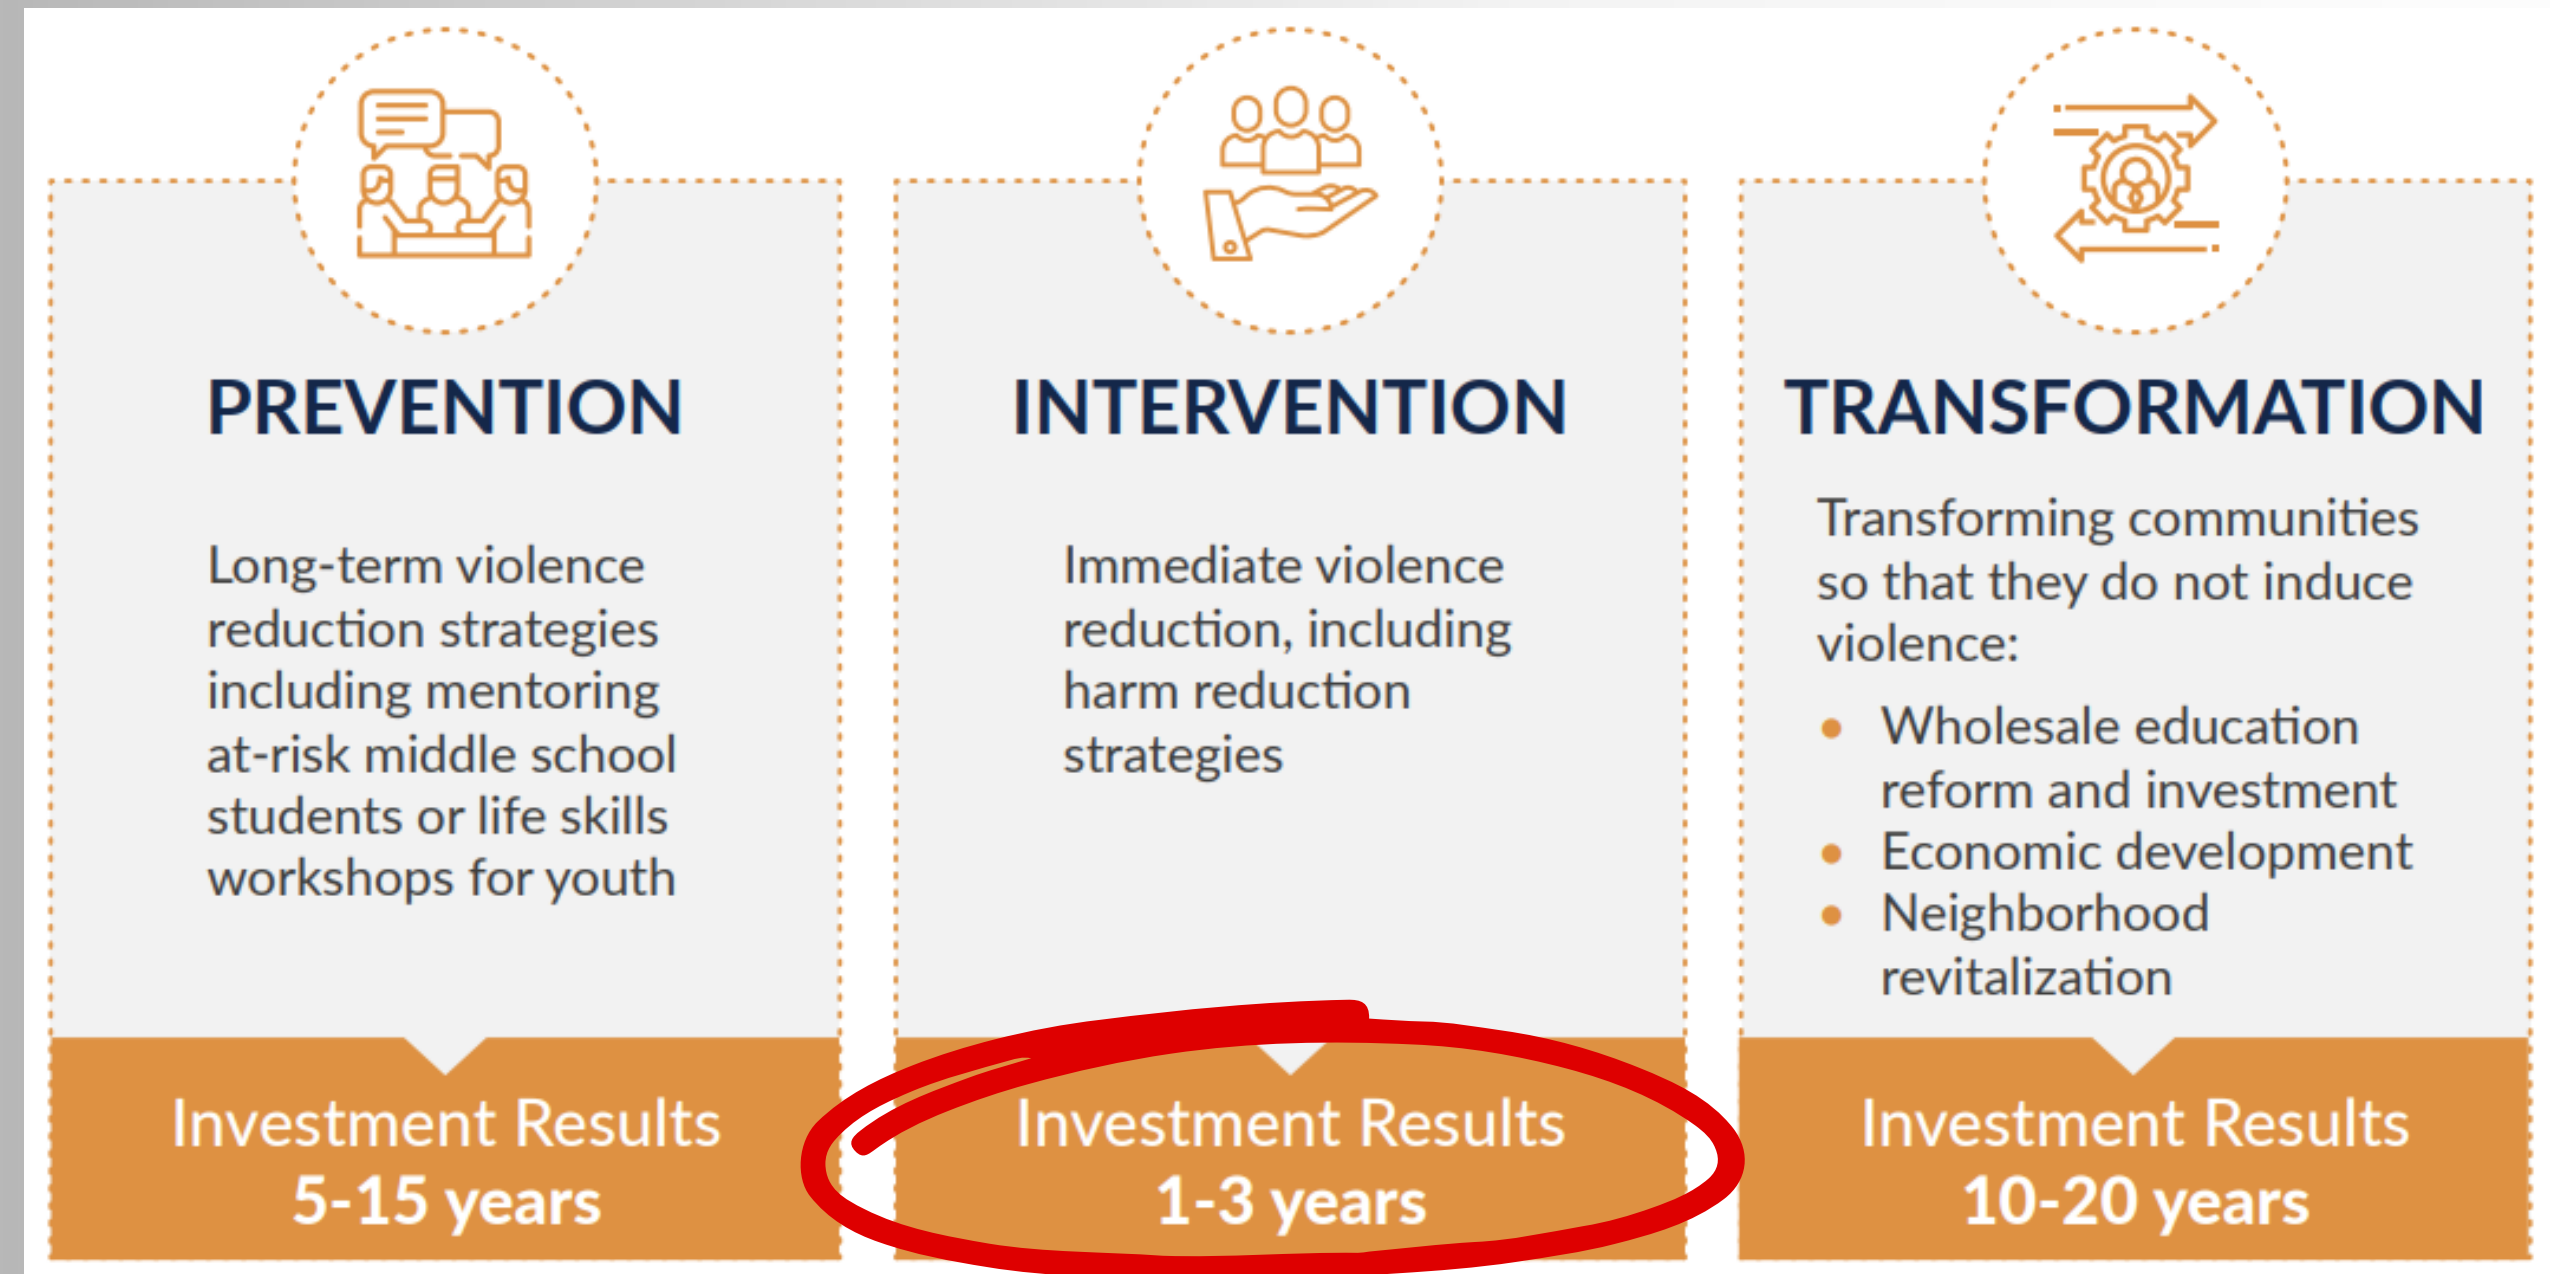 PREVENTION
Long-term violence
reduction strategies
including mentoring
at-risk middle school
students or life skills
workshops for youth
Investment Results
5-15 years
INTERVENTION
Immediate violence
reduction, including
harm reduction
strategies
Investment Results
1-3 years
TRANSFORMATION
Transforming communities
so that they do not induce
violence:
• Wholesale education
reform and investment
• Economic development
• Neighborhood
revitalization
Investment Results
10-20 years